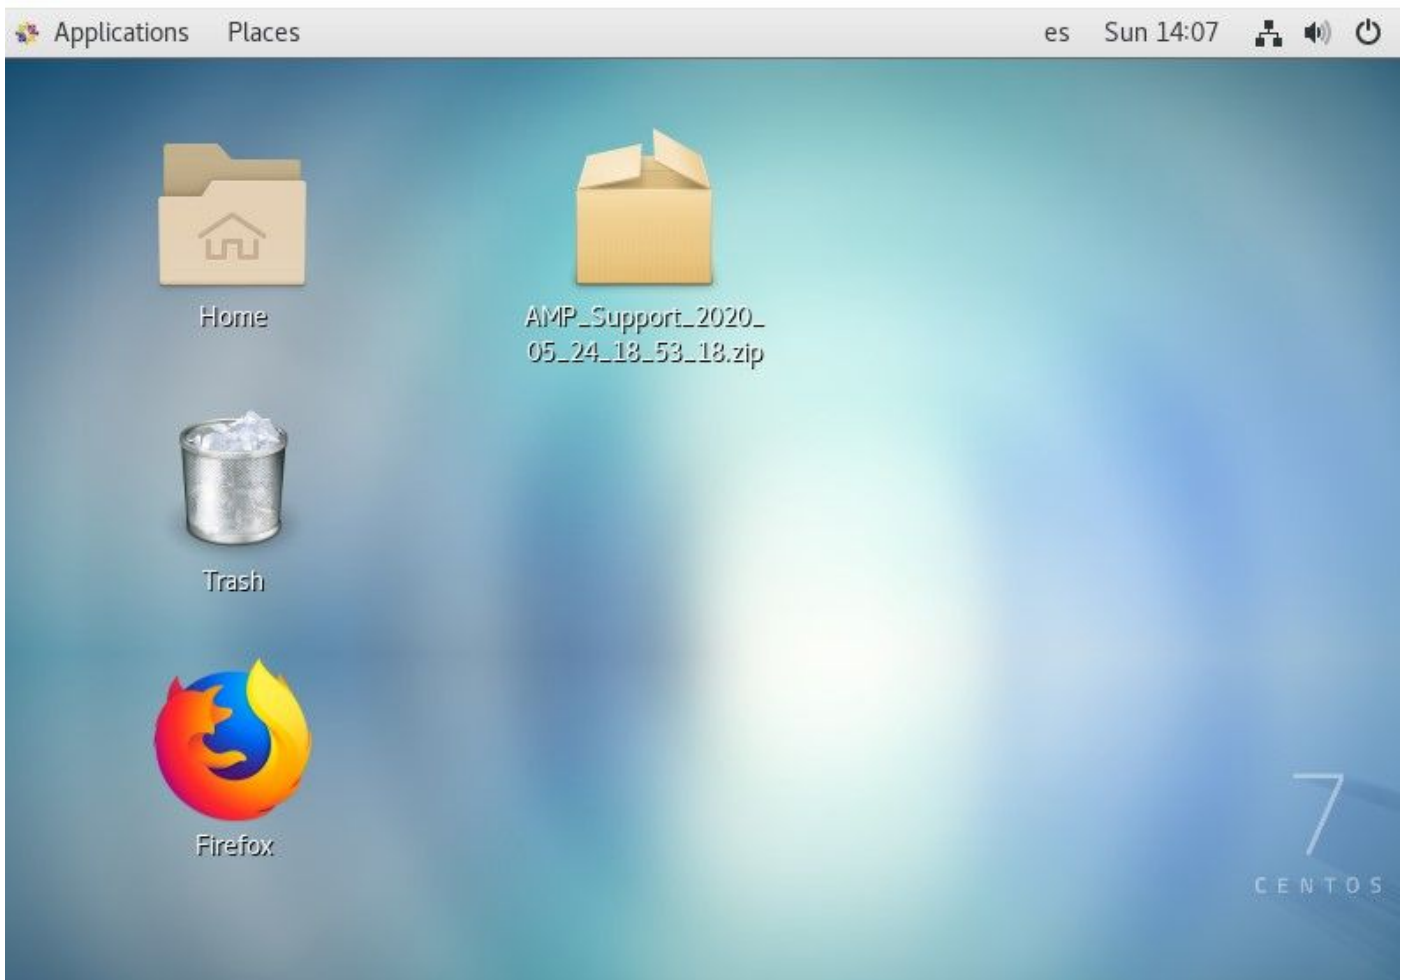 Applications Places es Sun 14:07
Home
AMP_Support_2020_
05_24_18_53_18.zip
Trash
Firefox
7
CENTOS